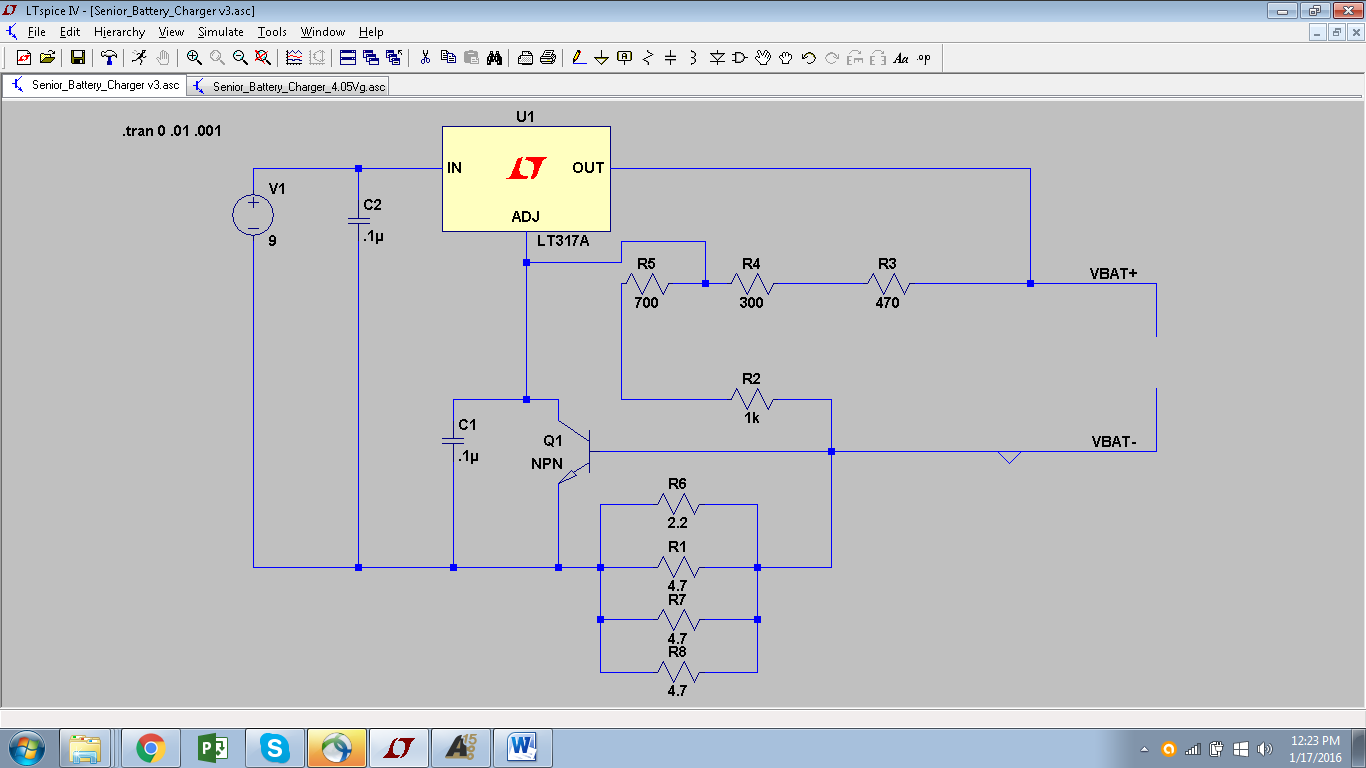 LTspice IV - [Senior_Battery_Charger v3.asc]
File Edit Hierarchy View Simulate Tools Window Help
Aa .op
Senior_Battery_Charger v3.asc Senior_Battery_Charger_4.05Vg.asc
.tran 0 .01 .001
U1
IN OUT
ADJ
LT317A
V1
9
C2
.1µ
R5
700
R4
300
R3
470
VBAT+
R2
1k
C1
.1µ
Q1
NPN
VBAT-
R6
2.2
R1
4.7
R7
4.7
R8
4.7
12:23 PM
1/17/2016